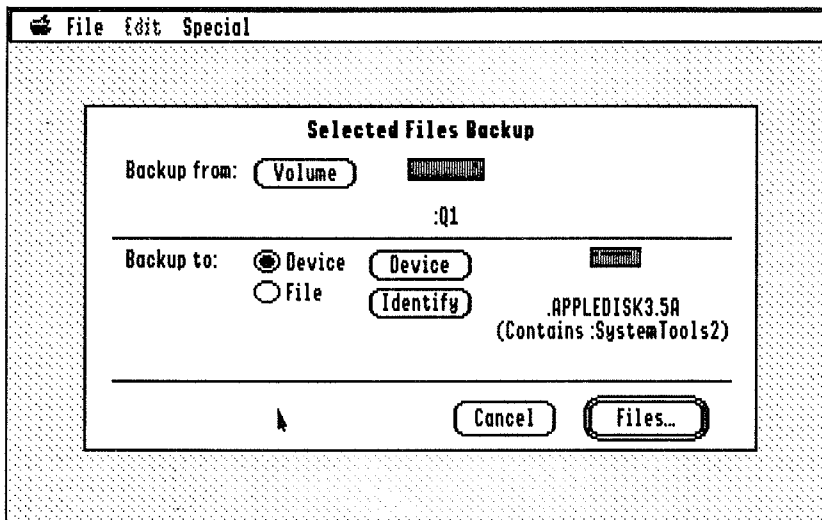 File Edit Special
Selected Files Backup
Backup from: Volume
:Q1
Backup to: Device Device
File Identify
.APPLEDISK3.5A
(Contains :SystemTools2)
Cancel Files...